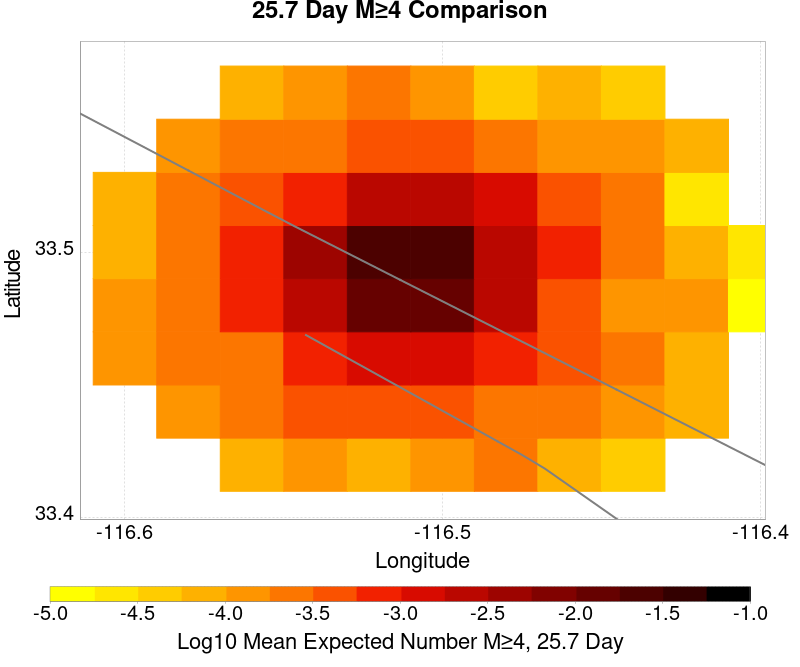 25.7 Day M≥4 Comparison
Latitude
33.5
33.4
-116.6 -116.5 -116.4
Longitude
-5.0 -4.5 -4.0 -3.5 -3.0 -2.5 -2.0 -1.5 -1.0
Log10 Mean Expected Number M≥4, 25.7 Day